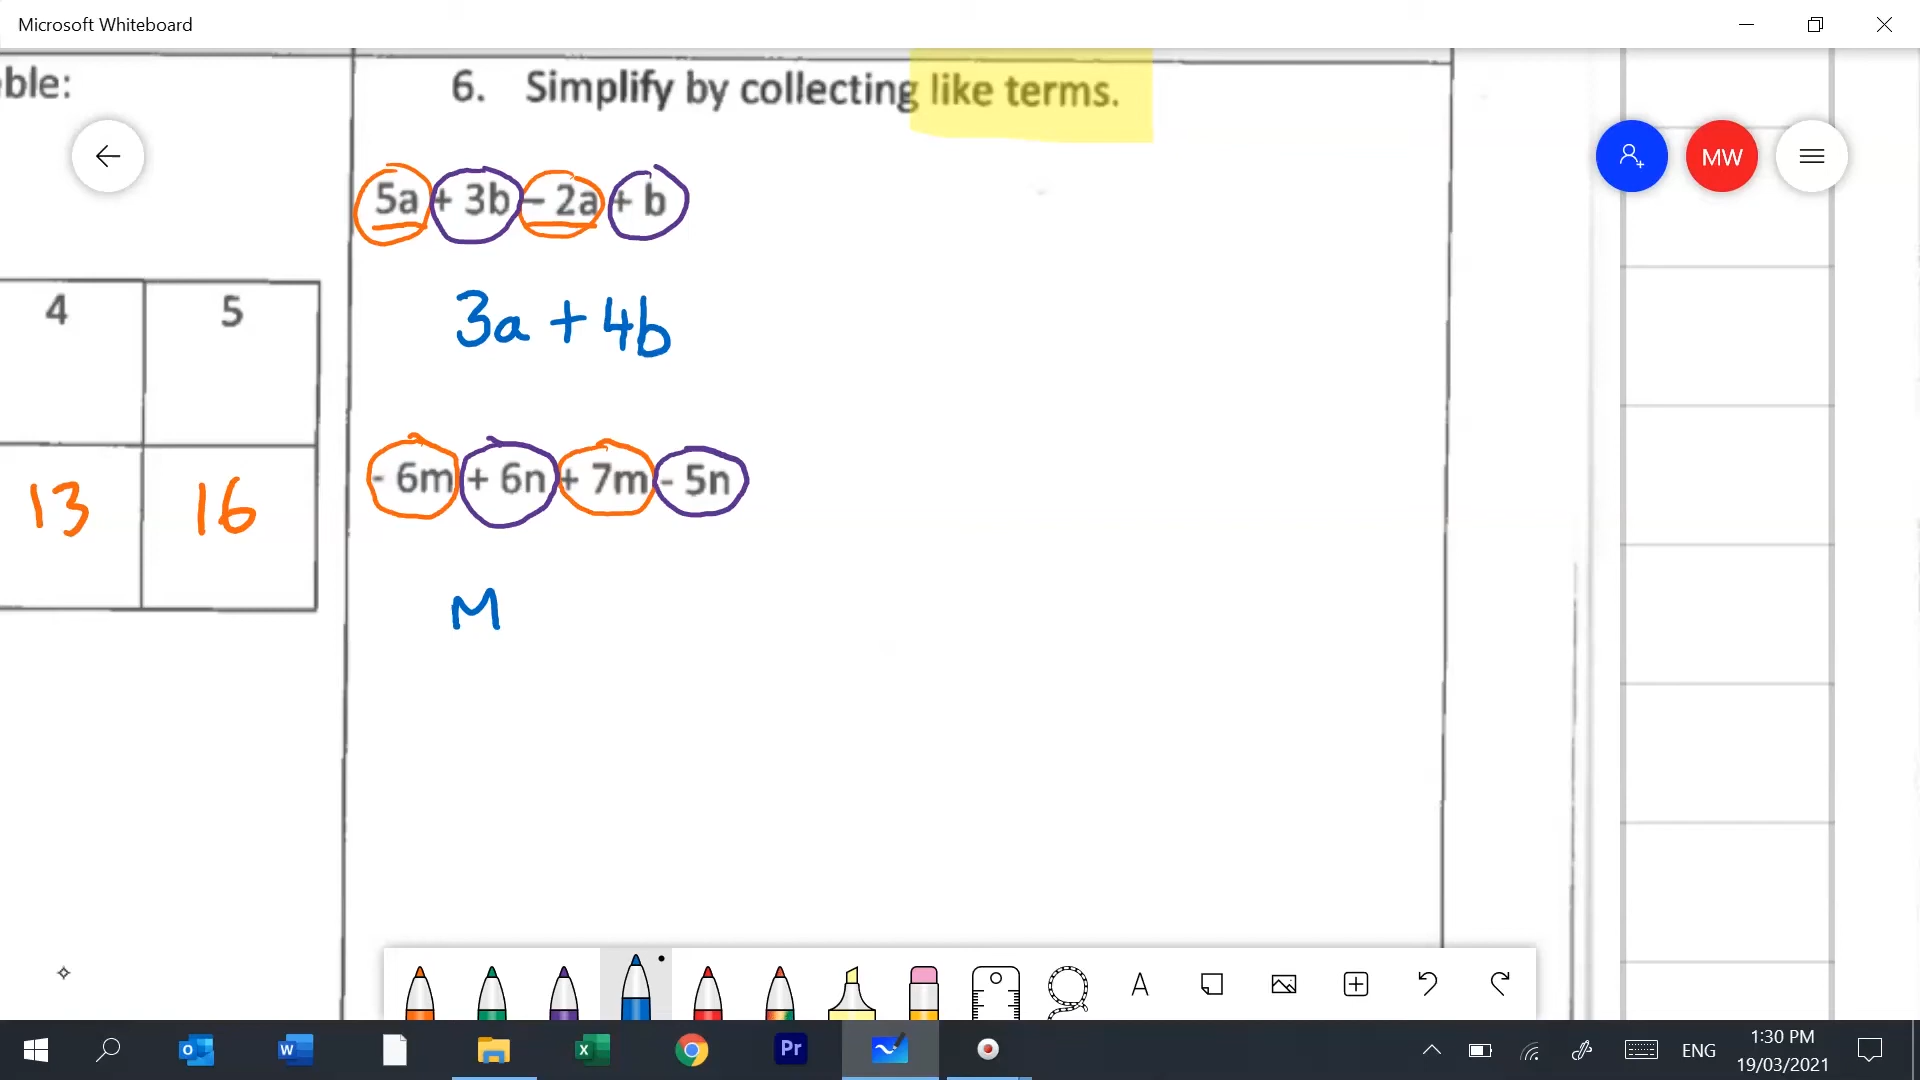 Microsoft Whiteboard
ble:
6. Simplify by collecting like terms.
MW
5a + 3b - 2a + b
4 5
3a + 4b
- 6m + 6n + 7m - 5n
13 16
M
A
ENG
1:30 PM
19/03/2021